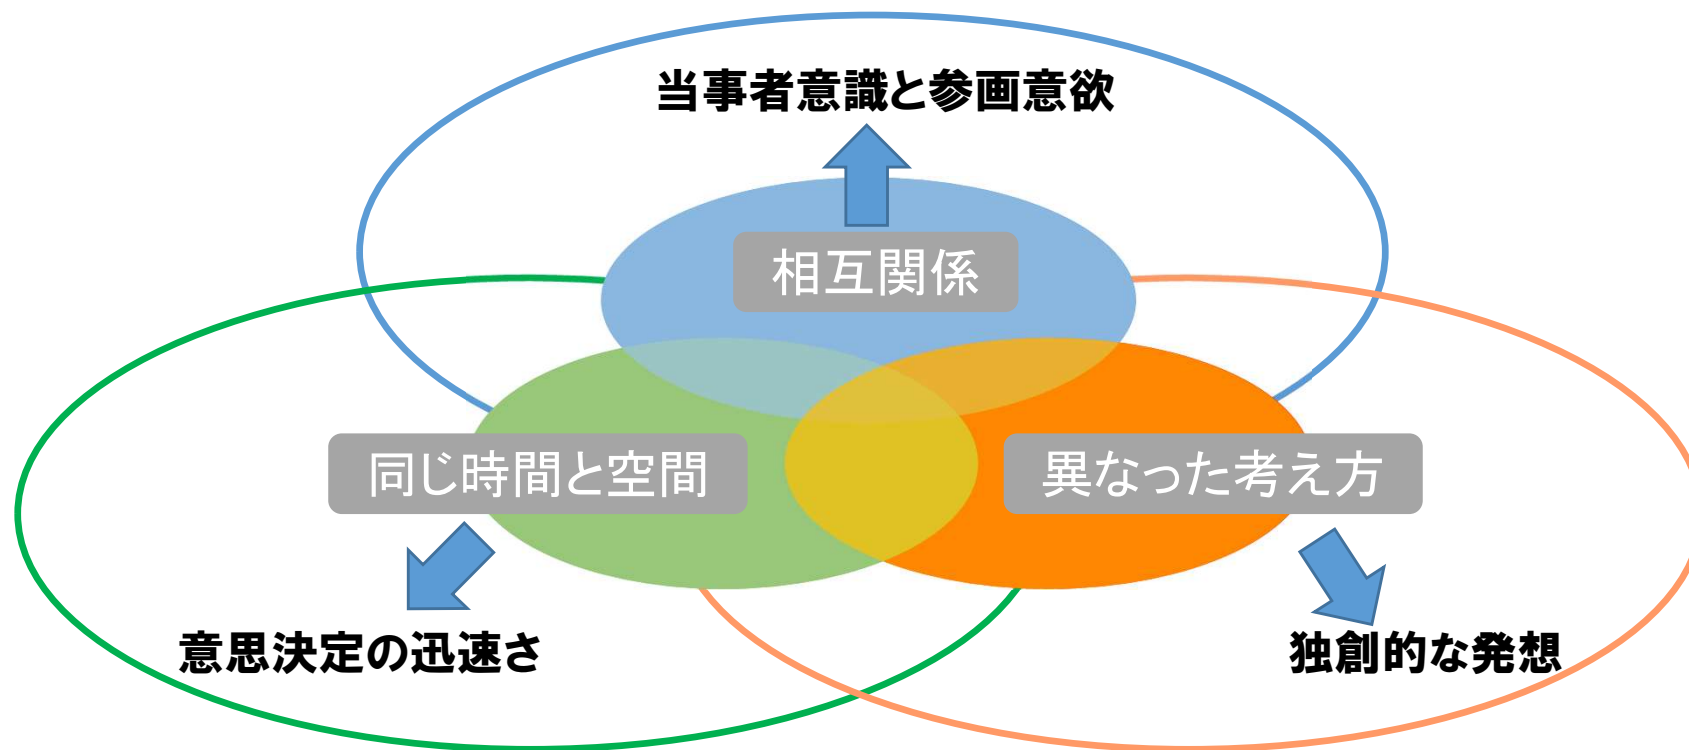 当事者意識と参画意欲
相互関係
同じ時間と空間
異なった考え方
意思決定の迅速さ
独創的な発想